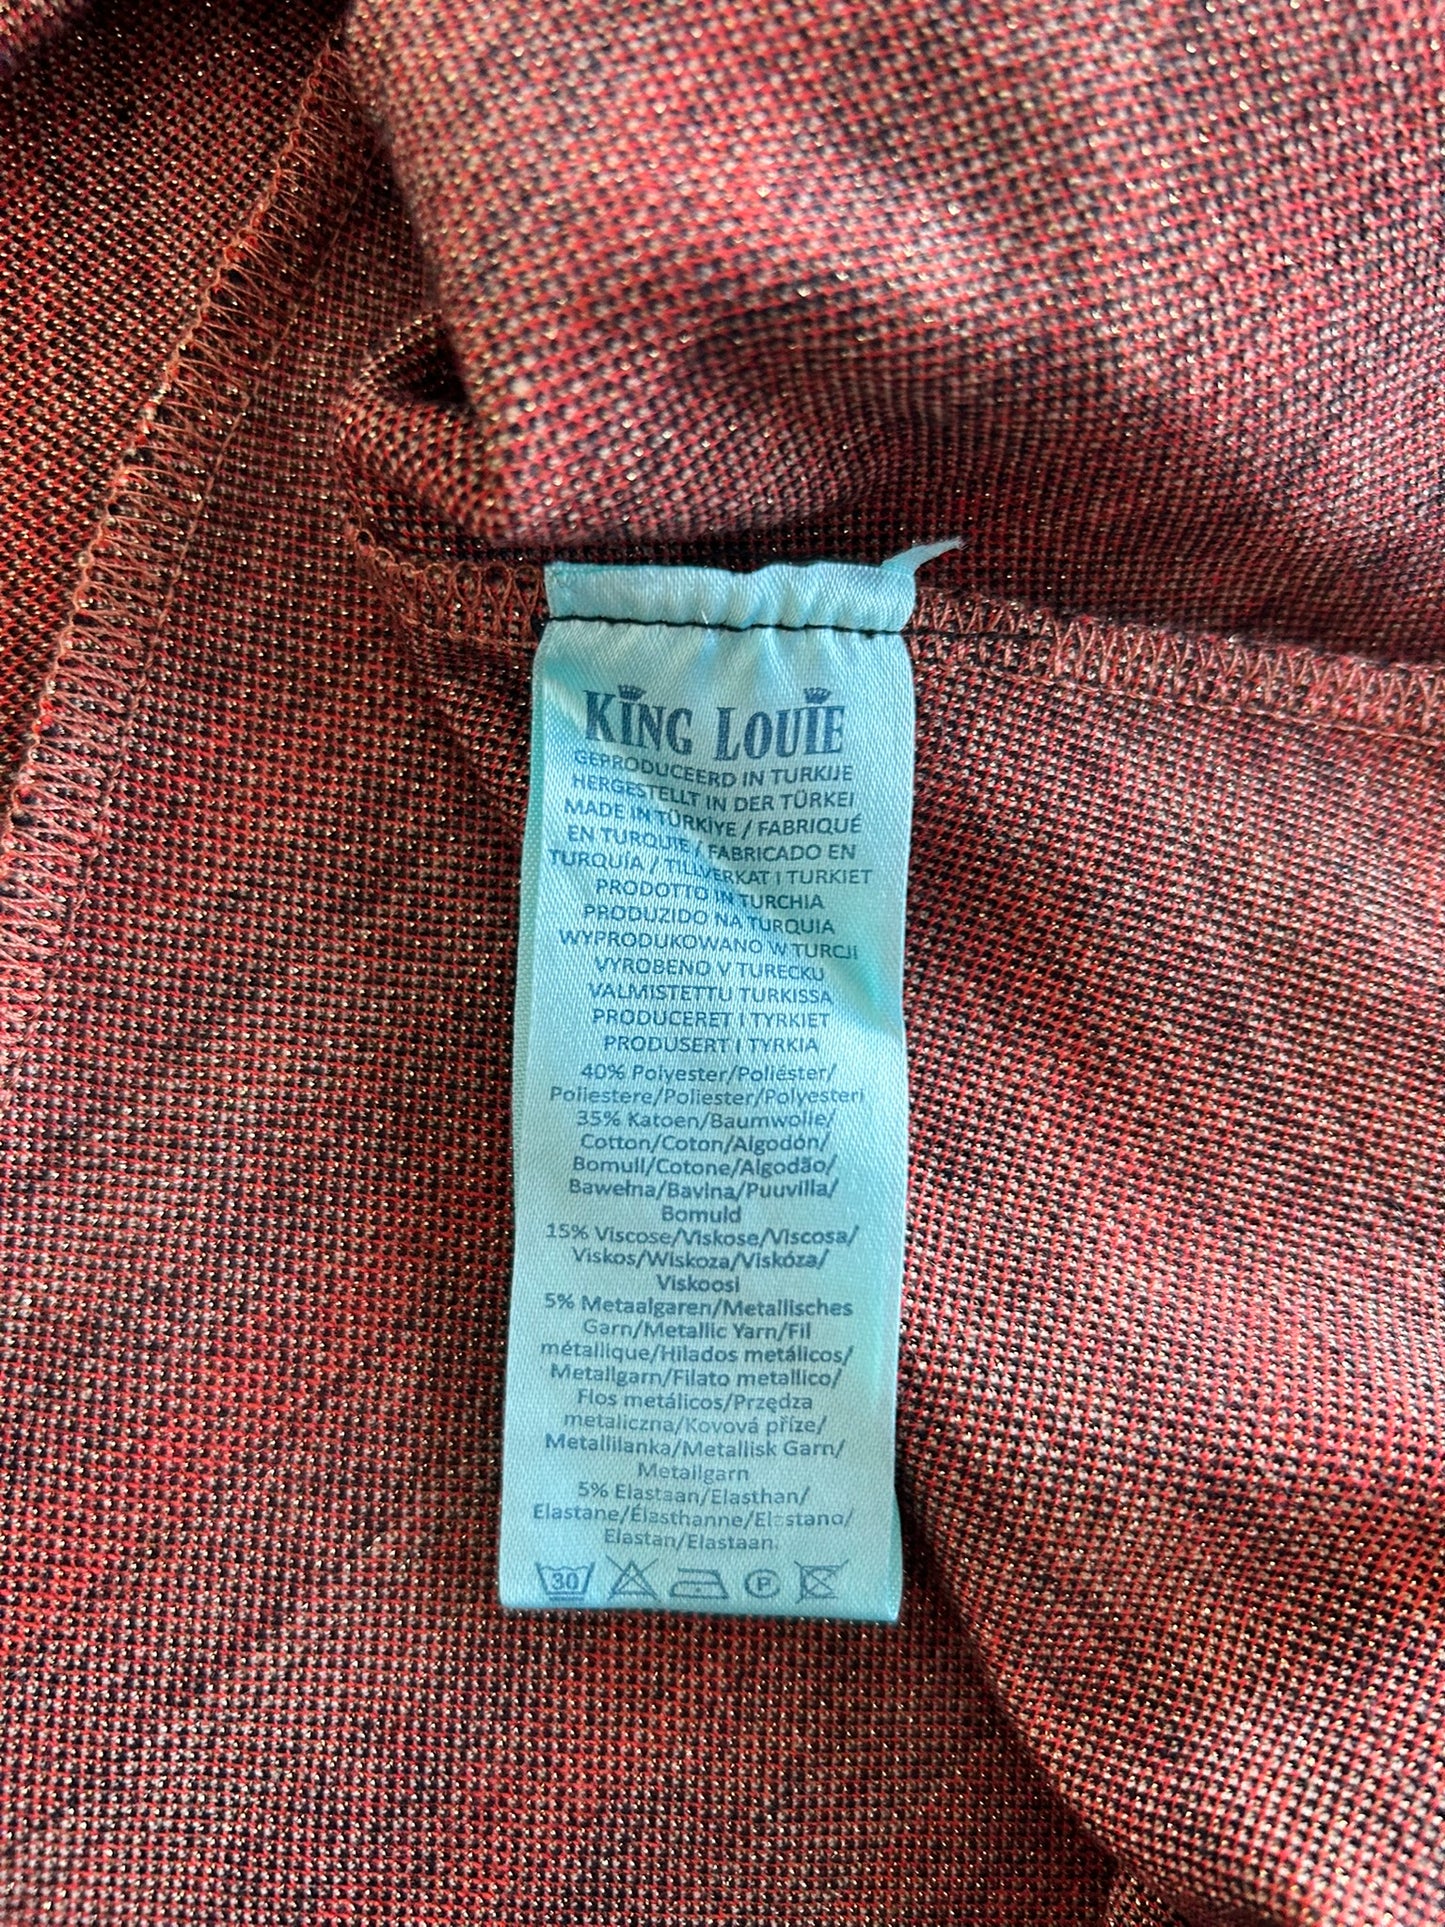 KING LOUIE
GEPRODUCEERD IN TURKIJE
HERGESTELLT IN DER TÜRKEI
MADE IN TÜRKİYE / FABRIQUÉ
EN TURQUIE / FABRICADO EN
TURQUÍA / TILLVERKAT I TURKIET
PRODOTTO IN TURCHIA
PRODUZIDO NA TURQUIA
WYPRODUKOWANO W TURCJI
VYROBENO V TURECKU
VALMISTETTU TURKISSA
PRODUCERET I TYRKIET
PRODUSERT I TYRKIA
40% Polyester/Poliéster/
Poliestere/Poliester/Polyesteri
35% Katoen/Baumwolle/
Cotton/Coton/Algodón/
Bomull/Cotone/Algodão/
Bawełna/Bavlna/Puuvilla/
Bomuld
15% Viscose/Viskose/Viscosa/
Viskos/Wiskoza/Viskóza/
Viskoosi
5% Metaalgaren/Metallisches
Garn/Metallic Yarn/Fil
métallique/Hilados metálicos/
Metallgarn/Filato metallico/
Fios metálicos/Przędza
metaliczna/Kovová příze/
Metallilanka/Metallisk Garn/
Metallgarn
5% Elastaan/Elasthan/
Elastane/Élasthanne/Elastano/
Elastan/Elastaan.
30 P